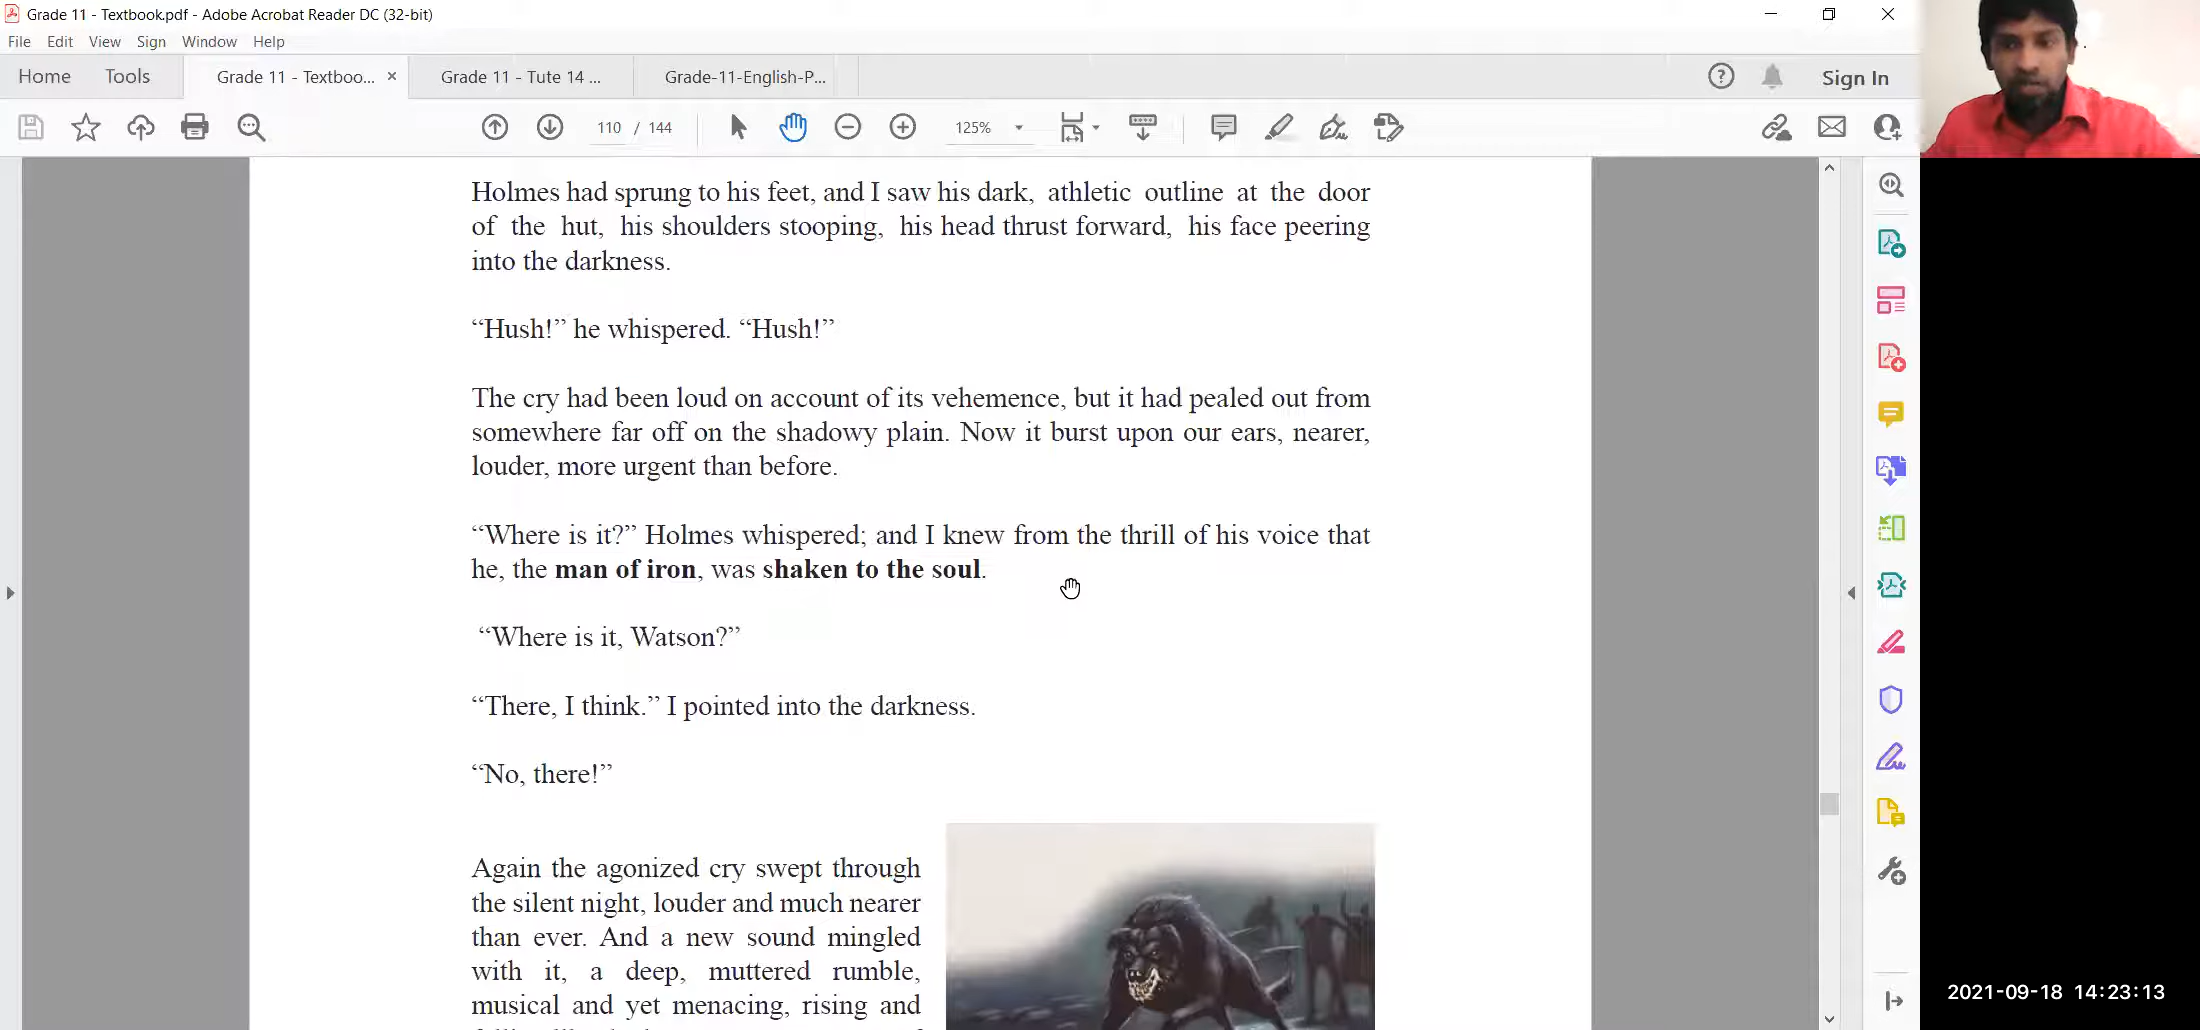 Grade 11 - Textbook.pdf - Adobe Acrobat Reader DC (32-bit)
File Edit View Sign Window Help
Home Tools Grade 11 - Textboo... × Grade 11 - Tute 14 ... Grade-11-English-P... Sign In
110 / 144 125%
Holmes had sprung to his feet, and I saw his dark, athletic outline at the door
of the hut, his shoulders stooping, his head thrust forward, his face peering
into the darkness.
“Hush!” he whispered. “Hush!”
The cry had been loud on account of its vehemence, but it had pealed out from
somewhere far off on the shadowy plain. Now it burst upon our ears, nearer,
louder, more urgent than before.
“Where is it?” Holmes whispered; and I knew from the thrill of his voice that
he, the man of iron, was shaken to the soul.
“Where is it, Watson?”
“There, I think.” I pointed into the darkness.
“No, there!”
Again the agonized cry swept through
the silent night, louder and much nearer
than ever. And a new sound mingled
with it, a deep, muttered rumble,
musical and yet menacing, rising and
2021-09-18 14:23:13